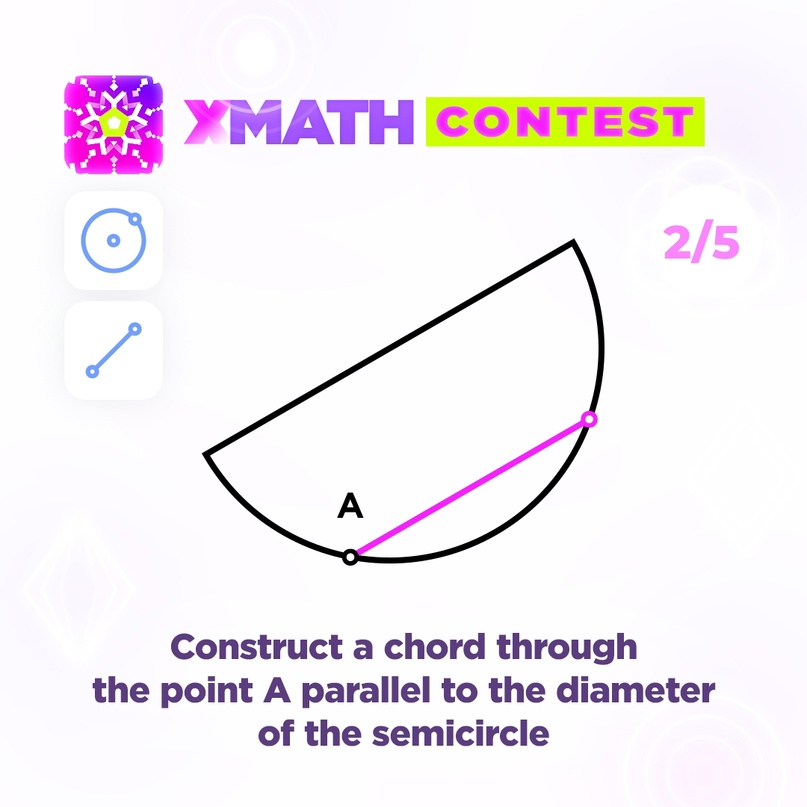 XMATH CONTEST
2/5
A
Construct a chord through
the point A parallel to the diameter
of the semicircle